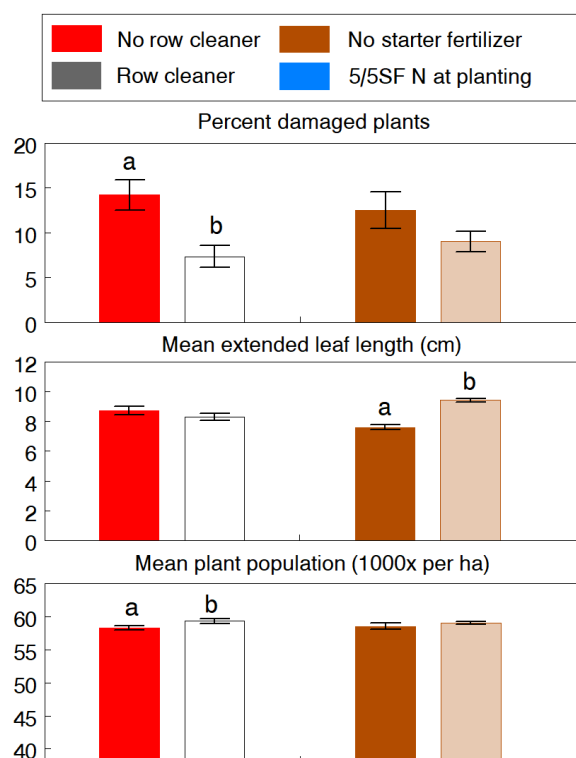 No row cleaner
No starter fertilizer
Row cleaner
5/5SF N at planting
Percent damaged plants
20
15
10
5
0
a
b
Mean extended leaf length (cm)
12
10
8
6
4
2
0
a
b
Mean plant population (1000x per ha)
65
60
55
50
45
40
a
b